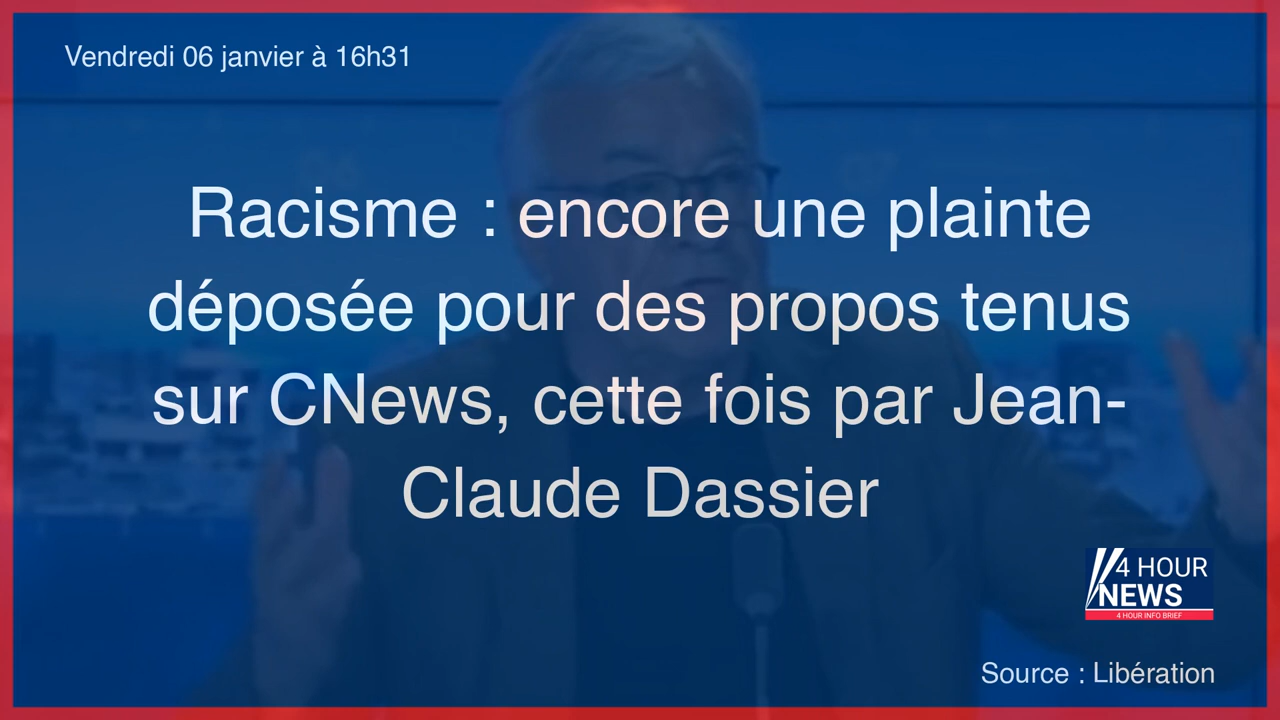 Vendredi 06 janvier à 16h31
Racisme : encore une plainte
déposée pour des propos tenus
sur CNews, cette fois par Jean-
Claude Dassier
4 HOUR
NEWS
4 HOUR INFO BRIEF
Source : Libération